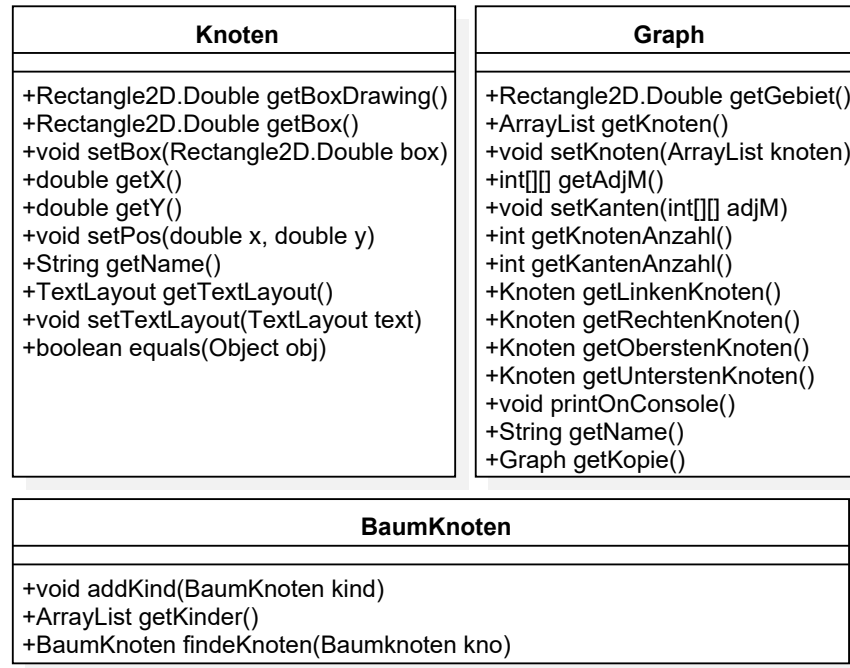 Knoten
+Rectangle2D.Double getBoxDrawing()
+Rectangle2D.Double getBox()
+void setBox(Rectangle2D.Double box)
+double getX()
+double getY()
+void setPos(double x, double y)
+String getName()
+TextLayout getTextLayout()
+void setTextLayout(TextLayout text)
+boolean equals(Object obj)
Graph
+Rectangle2D.Double getGebiet()
+ArrayList getKnoten()
+void setKnoten(ArrayList knoten)
+int[][] getAdjM()
+void setKanten(int[][] adjM)
+int getKnotenAnzahl()
+int getKantenAnzahl()
+Knoten getLinkenKnoten()
+Knoten getRechtenKnoten()
+Knoten getOberstenKnoten()
+Knoten getUnterstenKnoten()
+void printOnConsole()
+String getName()
+Graph getKopie()
BaumKnoten
+void addKind(BaumKnoten kind)
+ArrayList getKinder()
+BaumKnoten findeKnoten(Baumknoten kno)